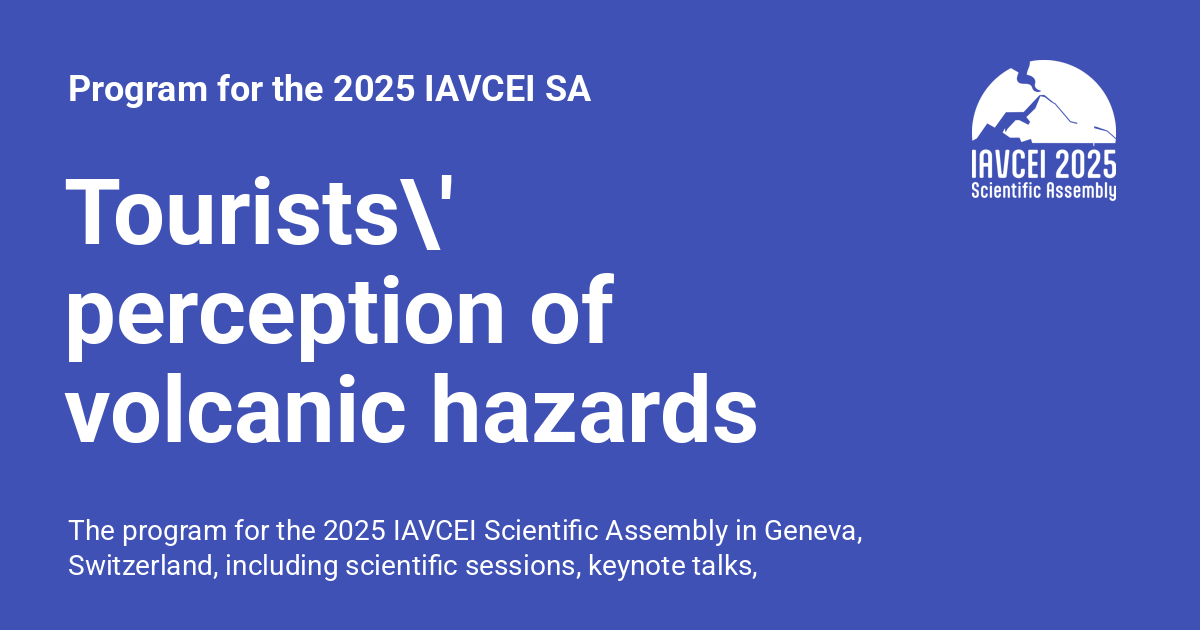 Program for the 2025 IAVCEI SA
IAVCEI 2025
Scientific Assembly
Tourists\'
perception of
volcanic hazards
The program for the 2025 IAVCEI Scientific Assembly in Geneva,
Switzerland, including scientific sessions, keynote talks,